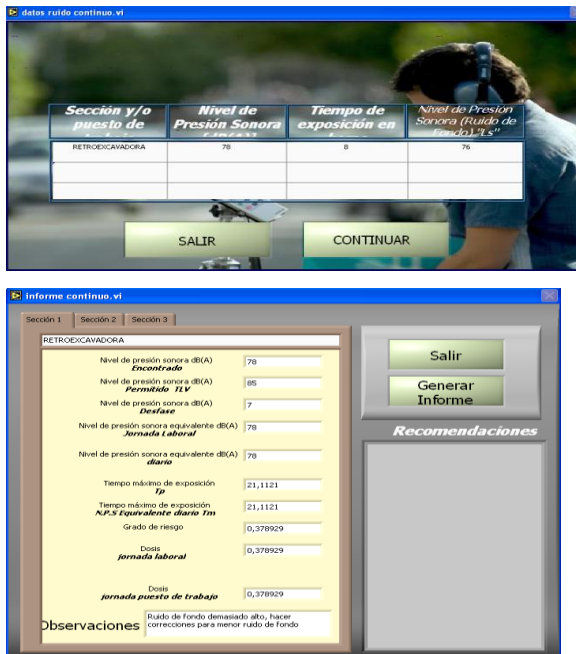 datos ruido continuo.vi
Sección y/o
puesto de
Nivel de
Presión Sonora
[dB(A)]
Tiempo de
exposición en
Nivel de Presión
Sonora (Ruido de
Fondo) "Ls"
RETROEXCAVADORA 78 8 76
SALIR CONTINUAR
informe continuo.vi
Sección 1 Sección 2 Sección 3
RETROEXCAVADORA
Nivel de presión sonora dB(A) 78
Encontrado
Nivel de presión sonora dB(A) 85
Permitido TLV
Nivel de presión sonora dB(A) 7
Desfase
Nivel de presión sonora equivalente dB(A) 78
Jornada Laboral
Nivel de presión sonora equivalente dB(A) 78
diario
Tiempo máximo de exposición 21,1121
Tp
Tiempo máximo de exposición 21,1121
N.P.S Equivalente diario Tm
Grado de riesgo 0,378929
Dosis 0,378929
jornada laboral
Dosis
jornada puesto de trabajo 0,378929
Observaciones
Ruido de fondo demasiado alto, hacer
correcciones para menor ruido de fondo
Salir
Generar
Informe
Recomendaciones